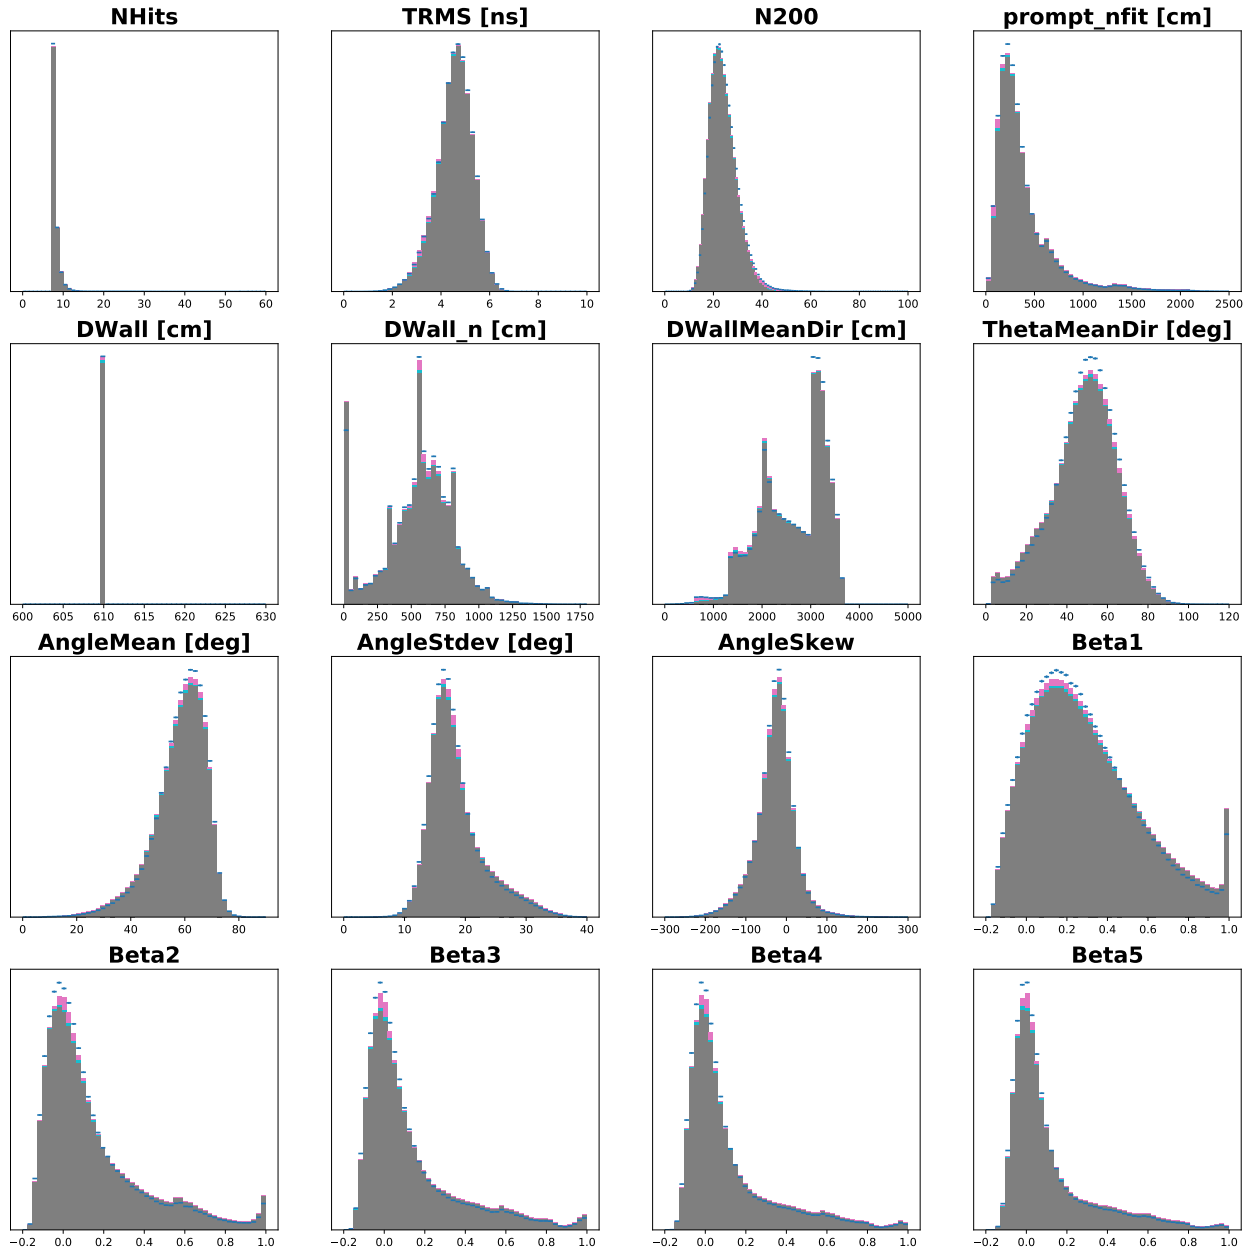 NHits TRMS [ns] N200 prompt_nfit [cm]
0 10 20 30 40 50 60 0 2 4 6 8 10 0 20 40 60 80 100 0 500 1000 1500 2000 2500
DWall [cm] DWall_n [cm] DWallMeanDir [cm] ThetaMeanDir [deg]
600 605 610 615 620 625 630 0 250 500 750 1000 1250 1500 1750 0 1000 2000 3000 4000 5000 0 20 40 60 80 100 120
AngleMean [deg] AngleStdev [deg] AngleSkew Beta1
0 20 40 60 80 0 10 20 30 40 −300 −200 −100 0 100 200 300 −0.2 0.0 0.2 0.4 0.6 0.8 1.0
Beta2 Beta3 Beta4 Beta5
−0.2 0.0 0.2 0.4 0.6 0.8 1.0 −0.2 0.0 0.2 0.4 0.6 0.8 1.0 −0.2 0.0 0.2 0.4 0.6 0.8 1.0 −0.2 0.0 0.2 0.4 0.6 0.8 1.0